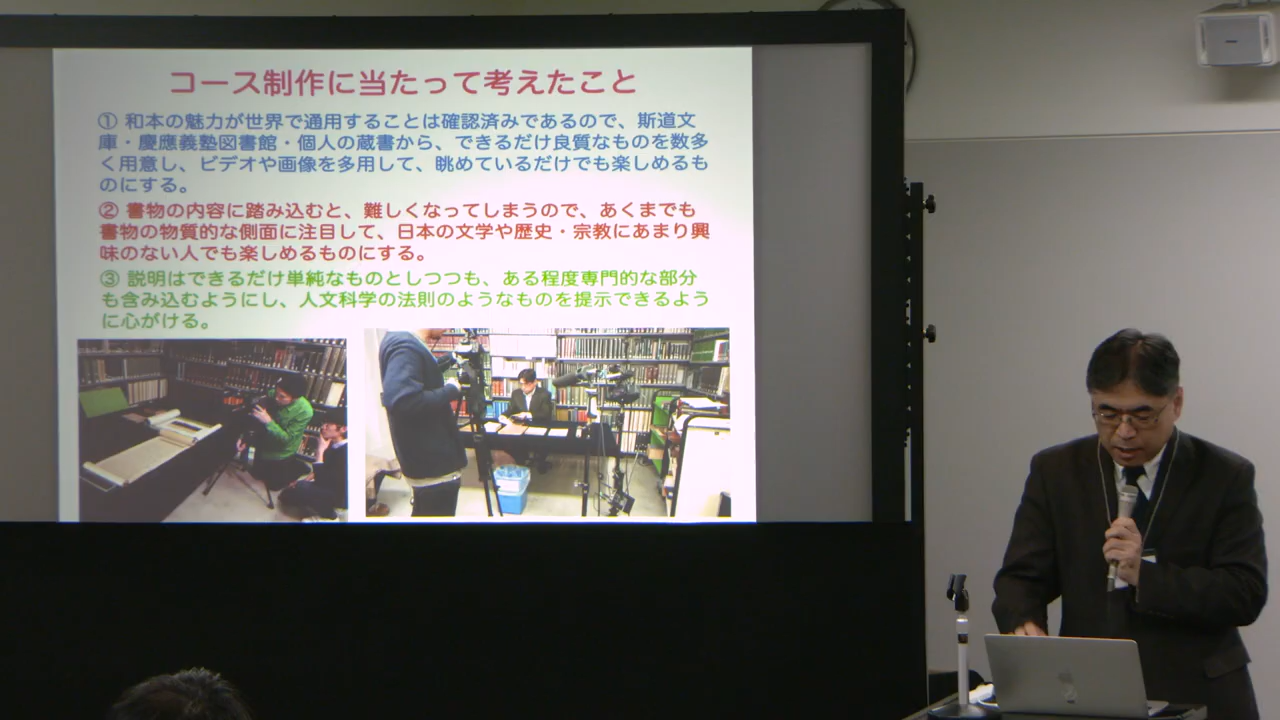 コース制作に当たって考えたこと
① 和本の魅力が世界で通用することは確認済みであるので、斯道文
庫・慶應義塾図書館・個人の蔵書から、できるだけ良質なものを数多
く用意し、ビデオや画像を多用して、眺めているだけでも楽しめるも
のにする。
② 書物の内容に踏み込むと、難しくなってしまうので、あくまでも
書物の物質的な側面に注目して、日本の文学や歴史・宗教にあまり興
味のない人でも楽しめるものにする。
③ 説明はできるだけ単純なものとしつつも、ある程度専門的な部分
も含み込むようにし、人文科学の法則のようなものを提示できるよう
に心がける。